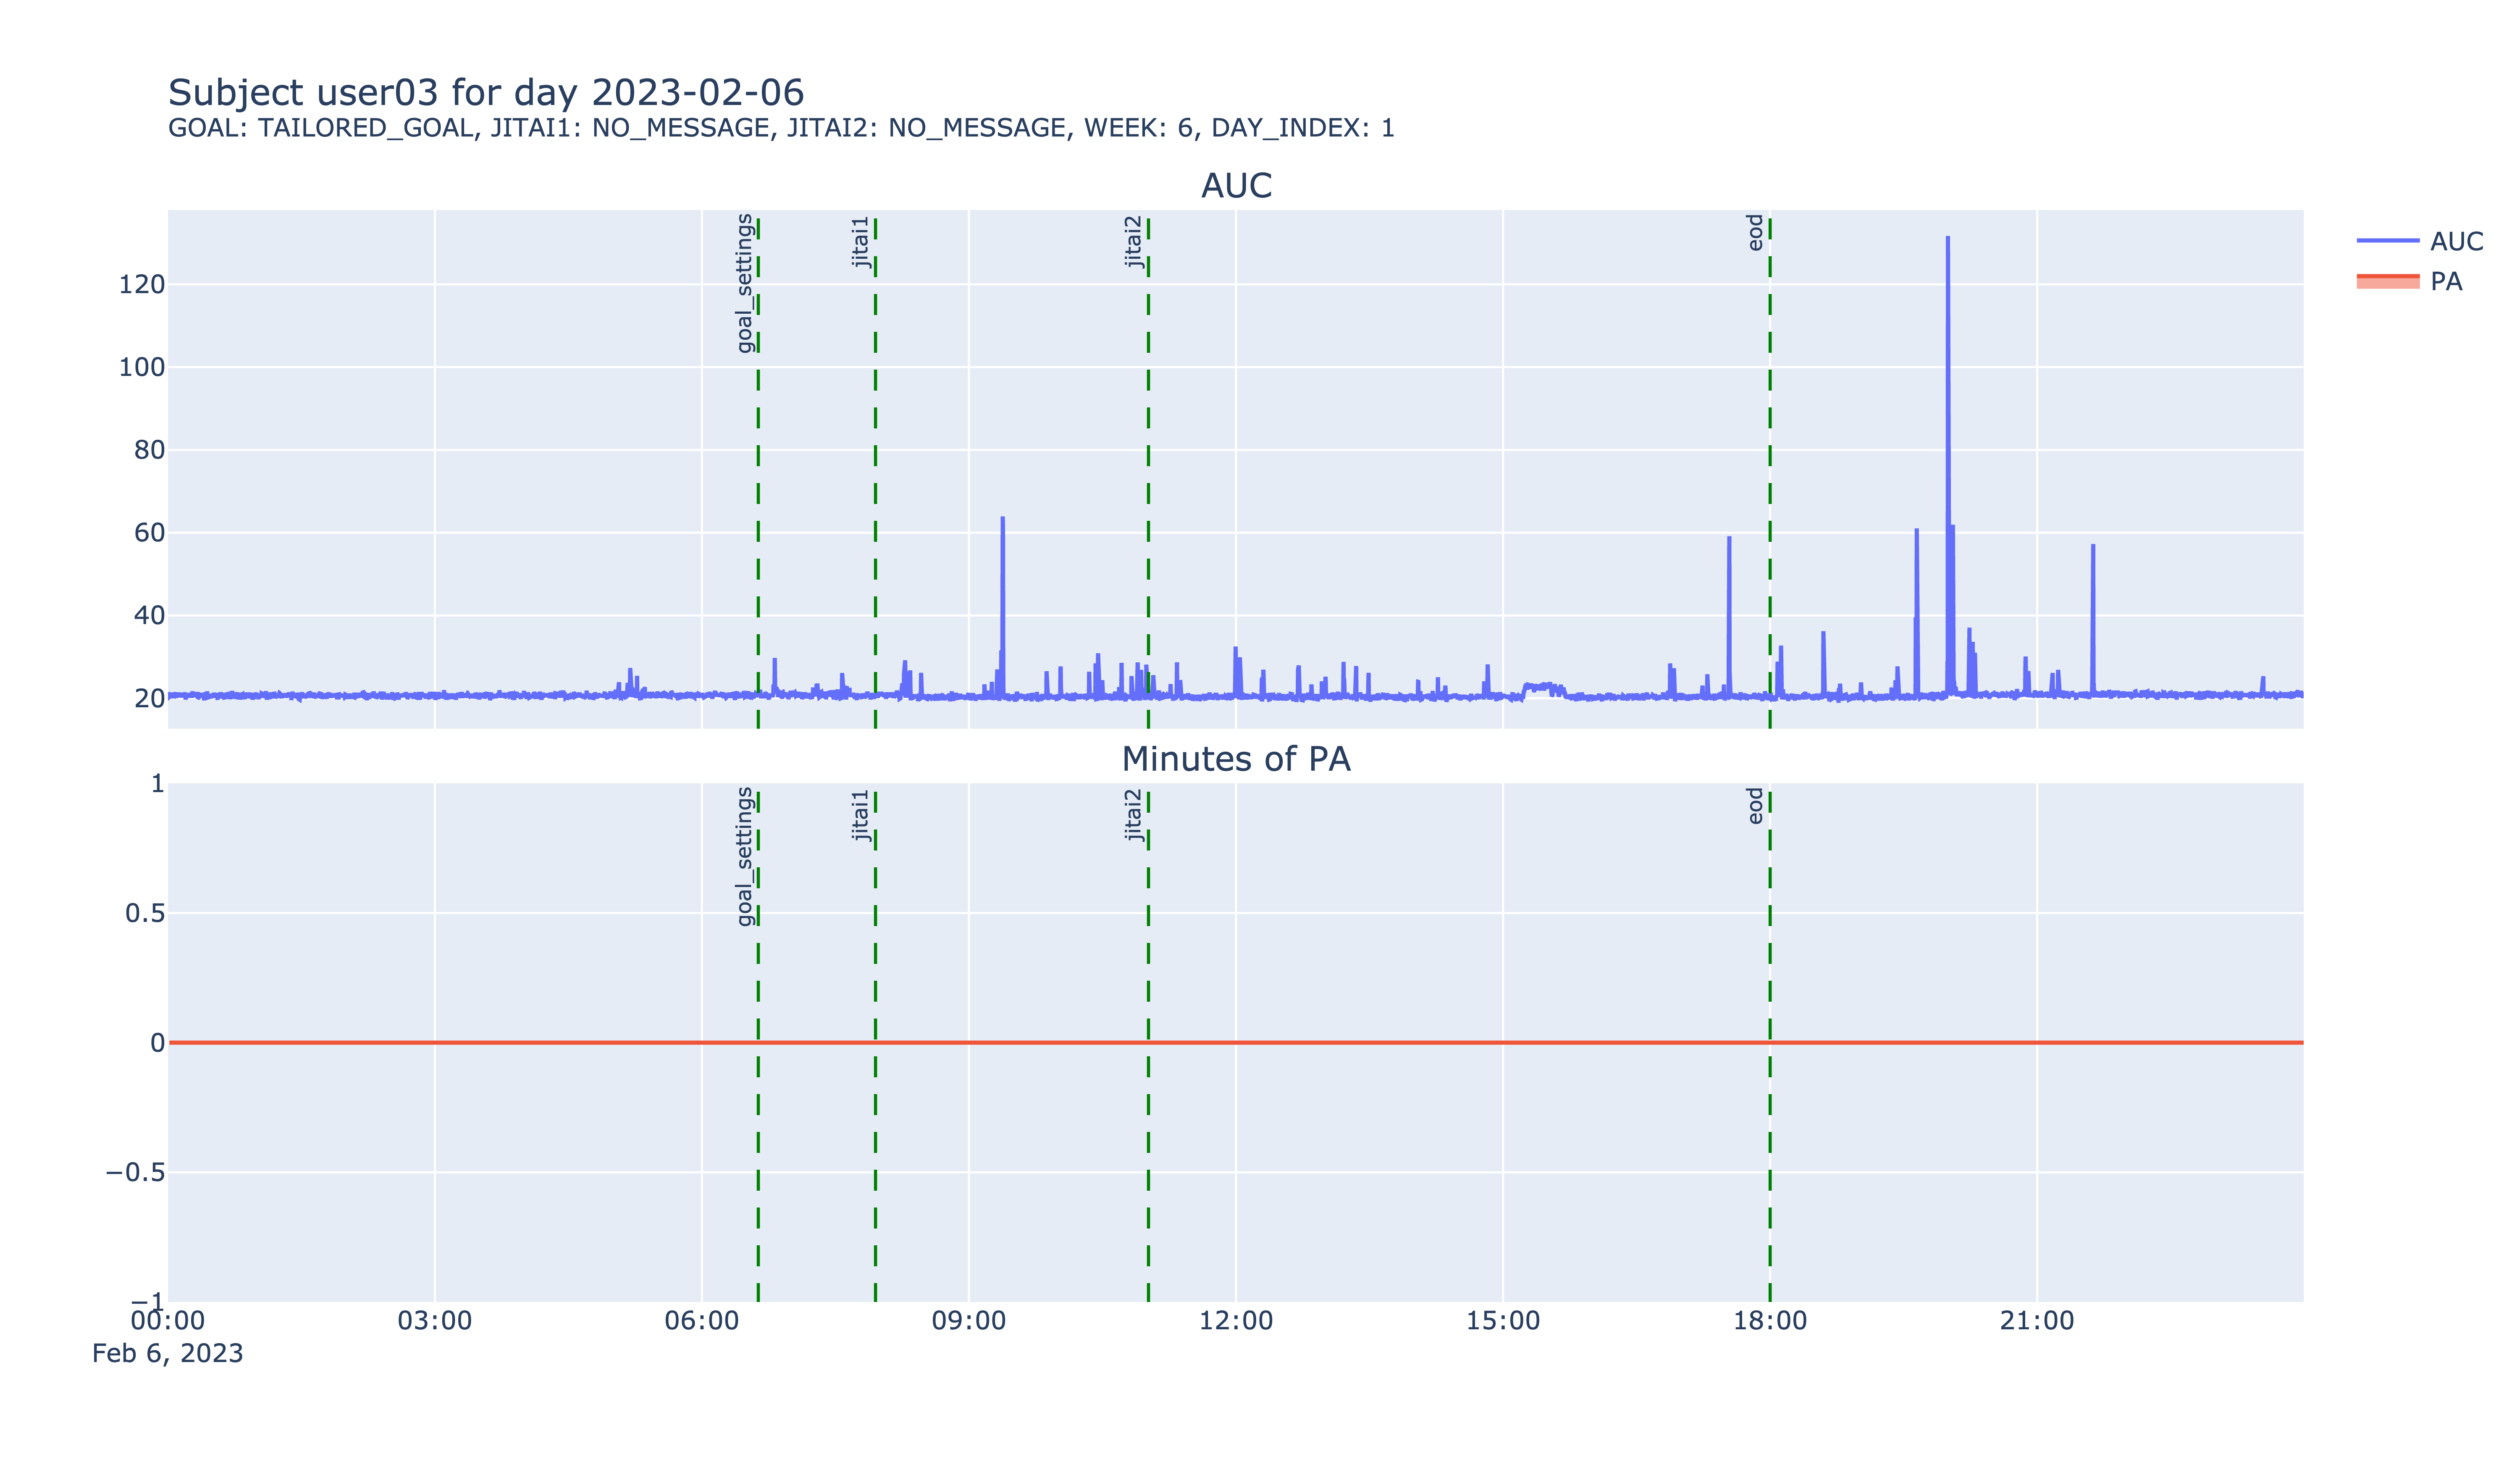 Subject user03 for day 2023-02-06
GOAL: TAILORED_GOAL, JITAI1: NO_MESSAGE, JITAI2: NO_MESSAGE, WEEK: 6, DAY_INDEX: 1
AUC
goal_settings
jitai1
jitai2
eod
AUC
PA
120
100
80
60
40
20
Minutes of PA
goal_settings
jitai1
jitai2
eod
1
0.5
0
−0.5
−1
00:00
03:00
06:00
09:00
12:00
15:00
18:00
21:00
Feb 6, 2023